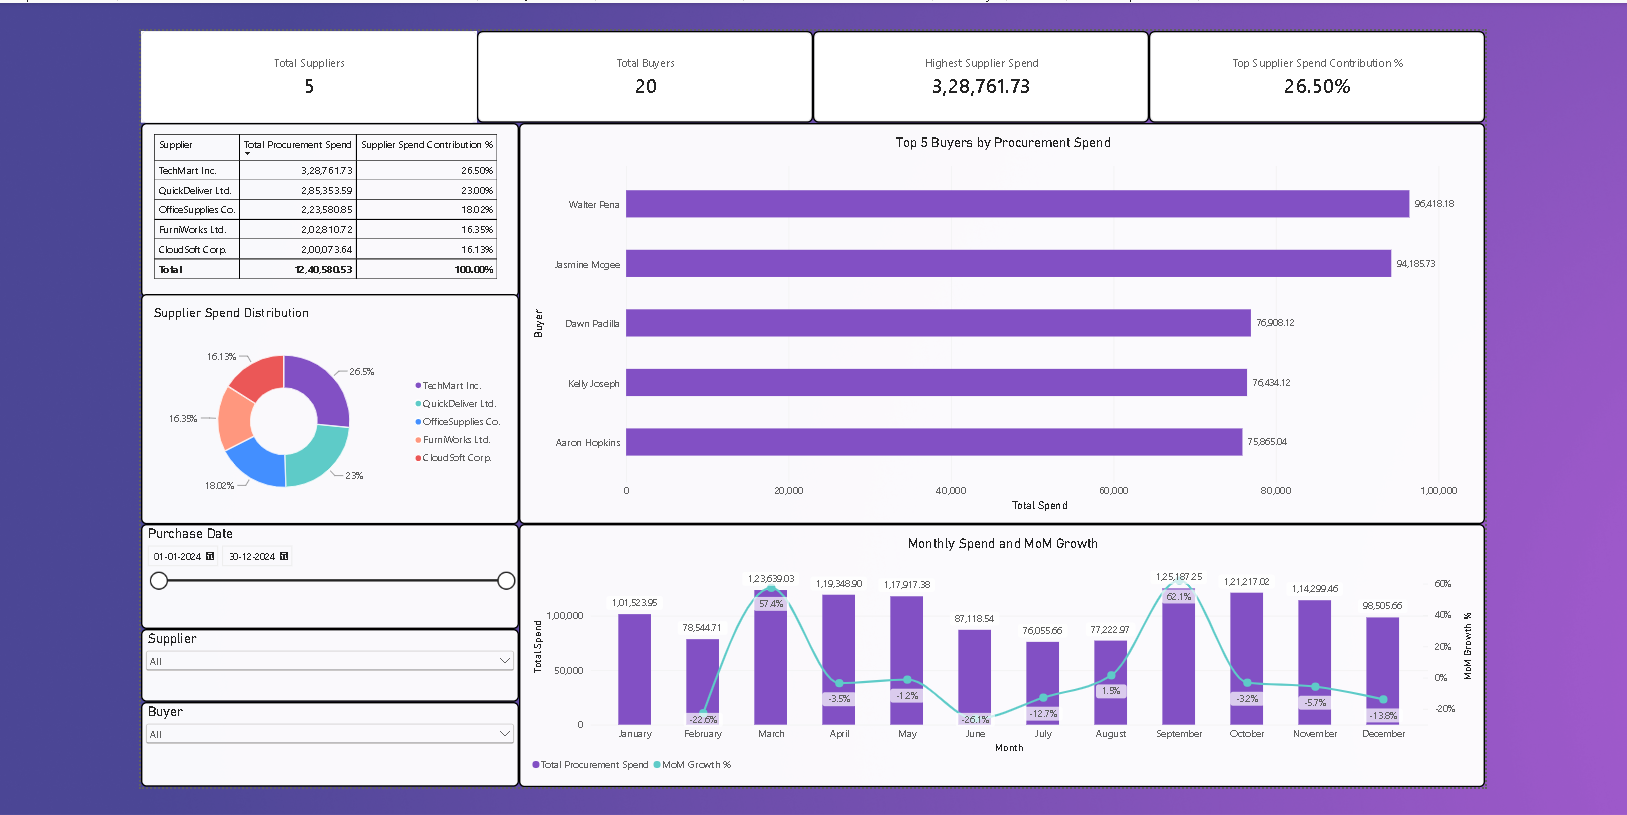 Total Suppliers
5
Total Buyers
20
Highest Supplier Spend
3,28,761.73
Top Supplier Spend Contribution %
26.50%
Supplier Total Procurement Spend Supplier Spend Contribution %
TechMart Inc. 3,28,761.73 26.50%
QuickDeliver Ltd. 2,85,353.59 23.00%
OfficeSupplies Co. 2,23,580.85 18.02%
FurniWorks Ltd. 2,02,810.72 16.35%
CloudSoft Corp. 2,00,073.64 16.13%
Total 12,40,580.53 100.00%
Top 5 Buyers by Procurement Spend
Buyer
Walter Pena 96,418.18
Jasmine Mcgee 94,185.73
Dawn Padilla 76,908.12
Kelly Joseph 76,434.12
Aaron Hopkins 75,865.04
0 20,000 40,000 60,000 80,000 1,00,000
Total Spend
Supplier Spend Distribution
16.13%
26.5%
16.35%
18.02%
23%
TechMart Inc.
QuickDeliver Ltd.
OfficeSupplies Co.
FurniWorks Ltd.
CloudSoft Corp.
Purchase Date
01-01-2024 30-12-2024
Supplier
All
Buyer
All
Monthly Spend and MoM Growth
Total Spend
1,00,000
50,000
0
1,01,523.95 78,544.71 1,23,639.03 1,19,348.90 1,17,917.38 87,118.54 76,055.66 77,222.97 1,25,187.25 1,21,217.02 1,14,299.46 98,505.66
-22.6% 57.4% -3.5% -1.2% -26.1% -12.7% 1.5% 62.1% -3.2% -5.7% -13.8%
60%
40%
20%
0%
-20%
MoM Growth %
January February March April May June July August September October November December
Month
Total Procurement Spend MoM Growth %